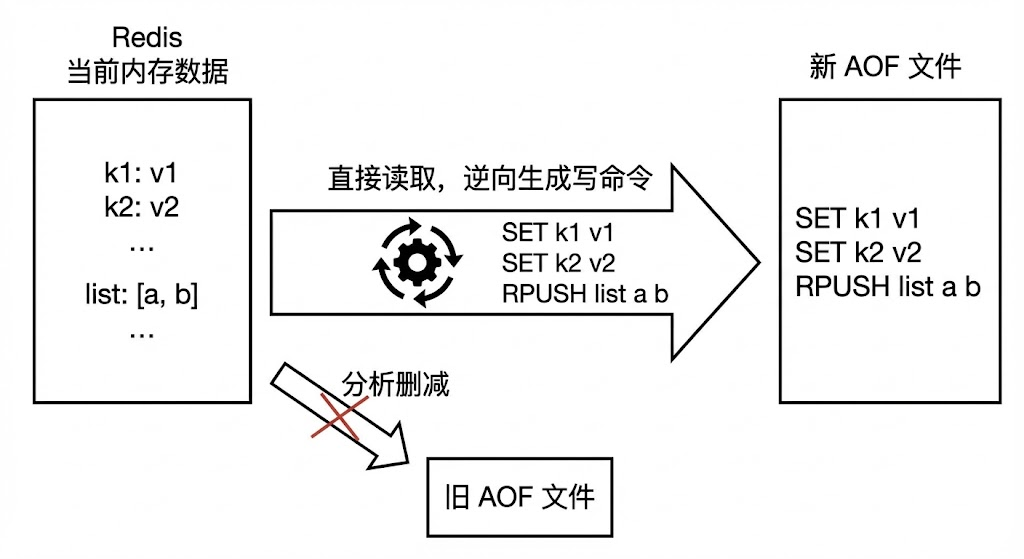 Redis
当前内存数据
k1: v1
k2: v2
...
list: [a, b]
...
直接读取，逆向生成写命令
SET k1 v1
SET k2 v2
RPUSH list a b
新 AOF 文件
SET k1 v1
SET k2 v2
RPUSH list a b
分析删减
旧 AOF 文件